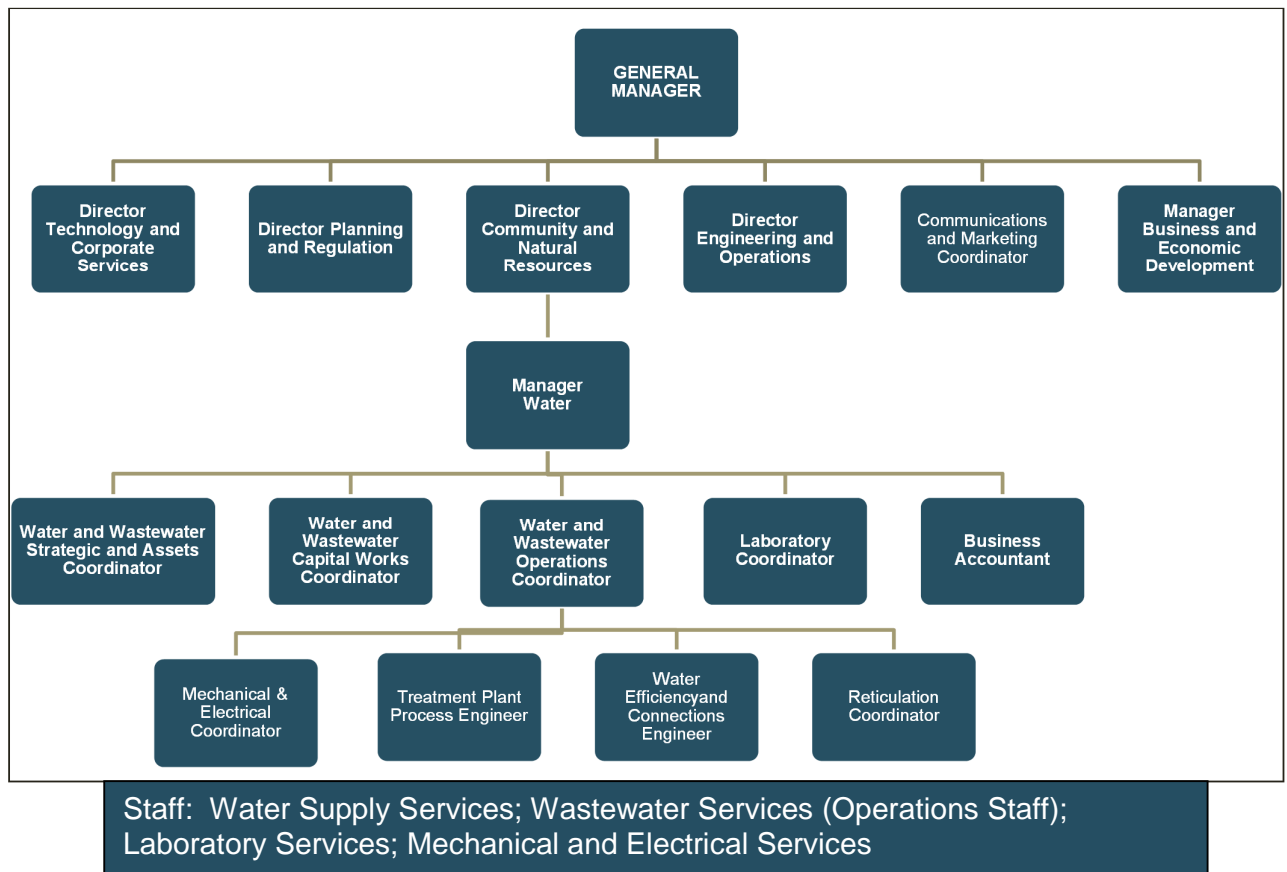 GENERAL
MANAGER
Director
Technology and
Corporate
Services
Director Planning
and Regulation
Director
Community and
Natural
Resources
Director
Engineering and
Operations
Communications
and Marketing
Coordinator
Manager
Business and
Economic
Development
Manager
Water
Water and Wastewater
Strategic and Assets
Coordinator
Water and
Wastewater
Capital Works
Coordinator
Water and
Wastewater
Operations
Coordinator
Laboratory
Coordinator
Business
Accountant
Mechanical &
Electrical
Coordinator
Treatment Plant
Process Engineer
Water
Efficiencyand
Connections
Engineer
Reticulation
Coordinator
Staff: Water Supply Services; Wastewater Services (Operations Staff);
Laboratory Services; Mechanical and Electrical Services